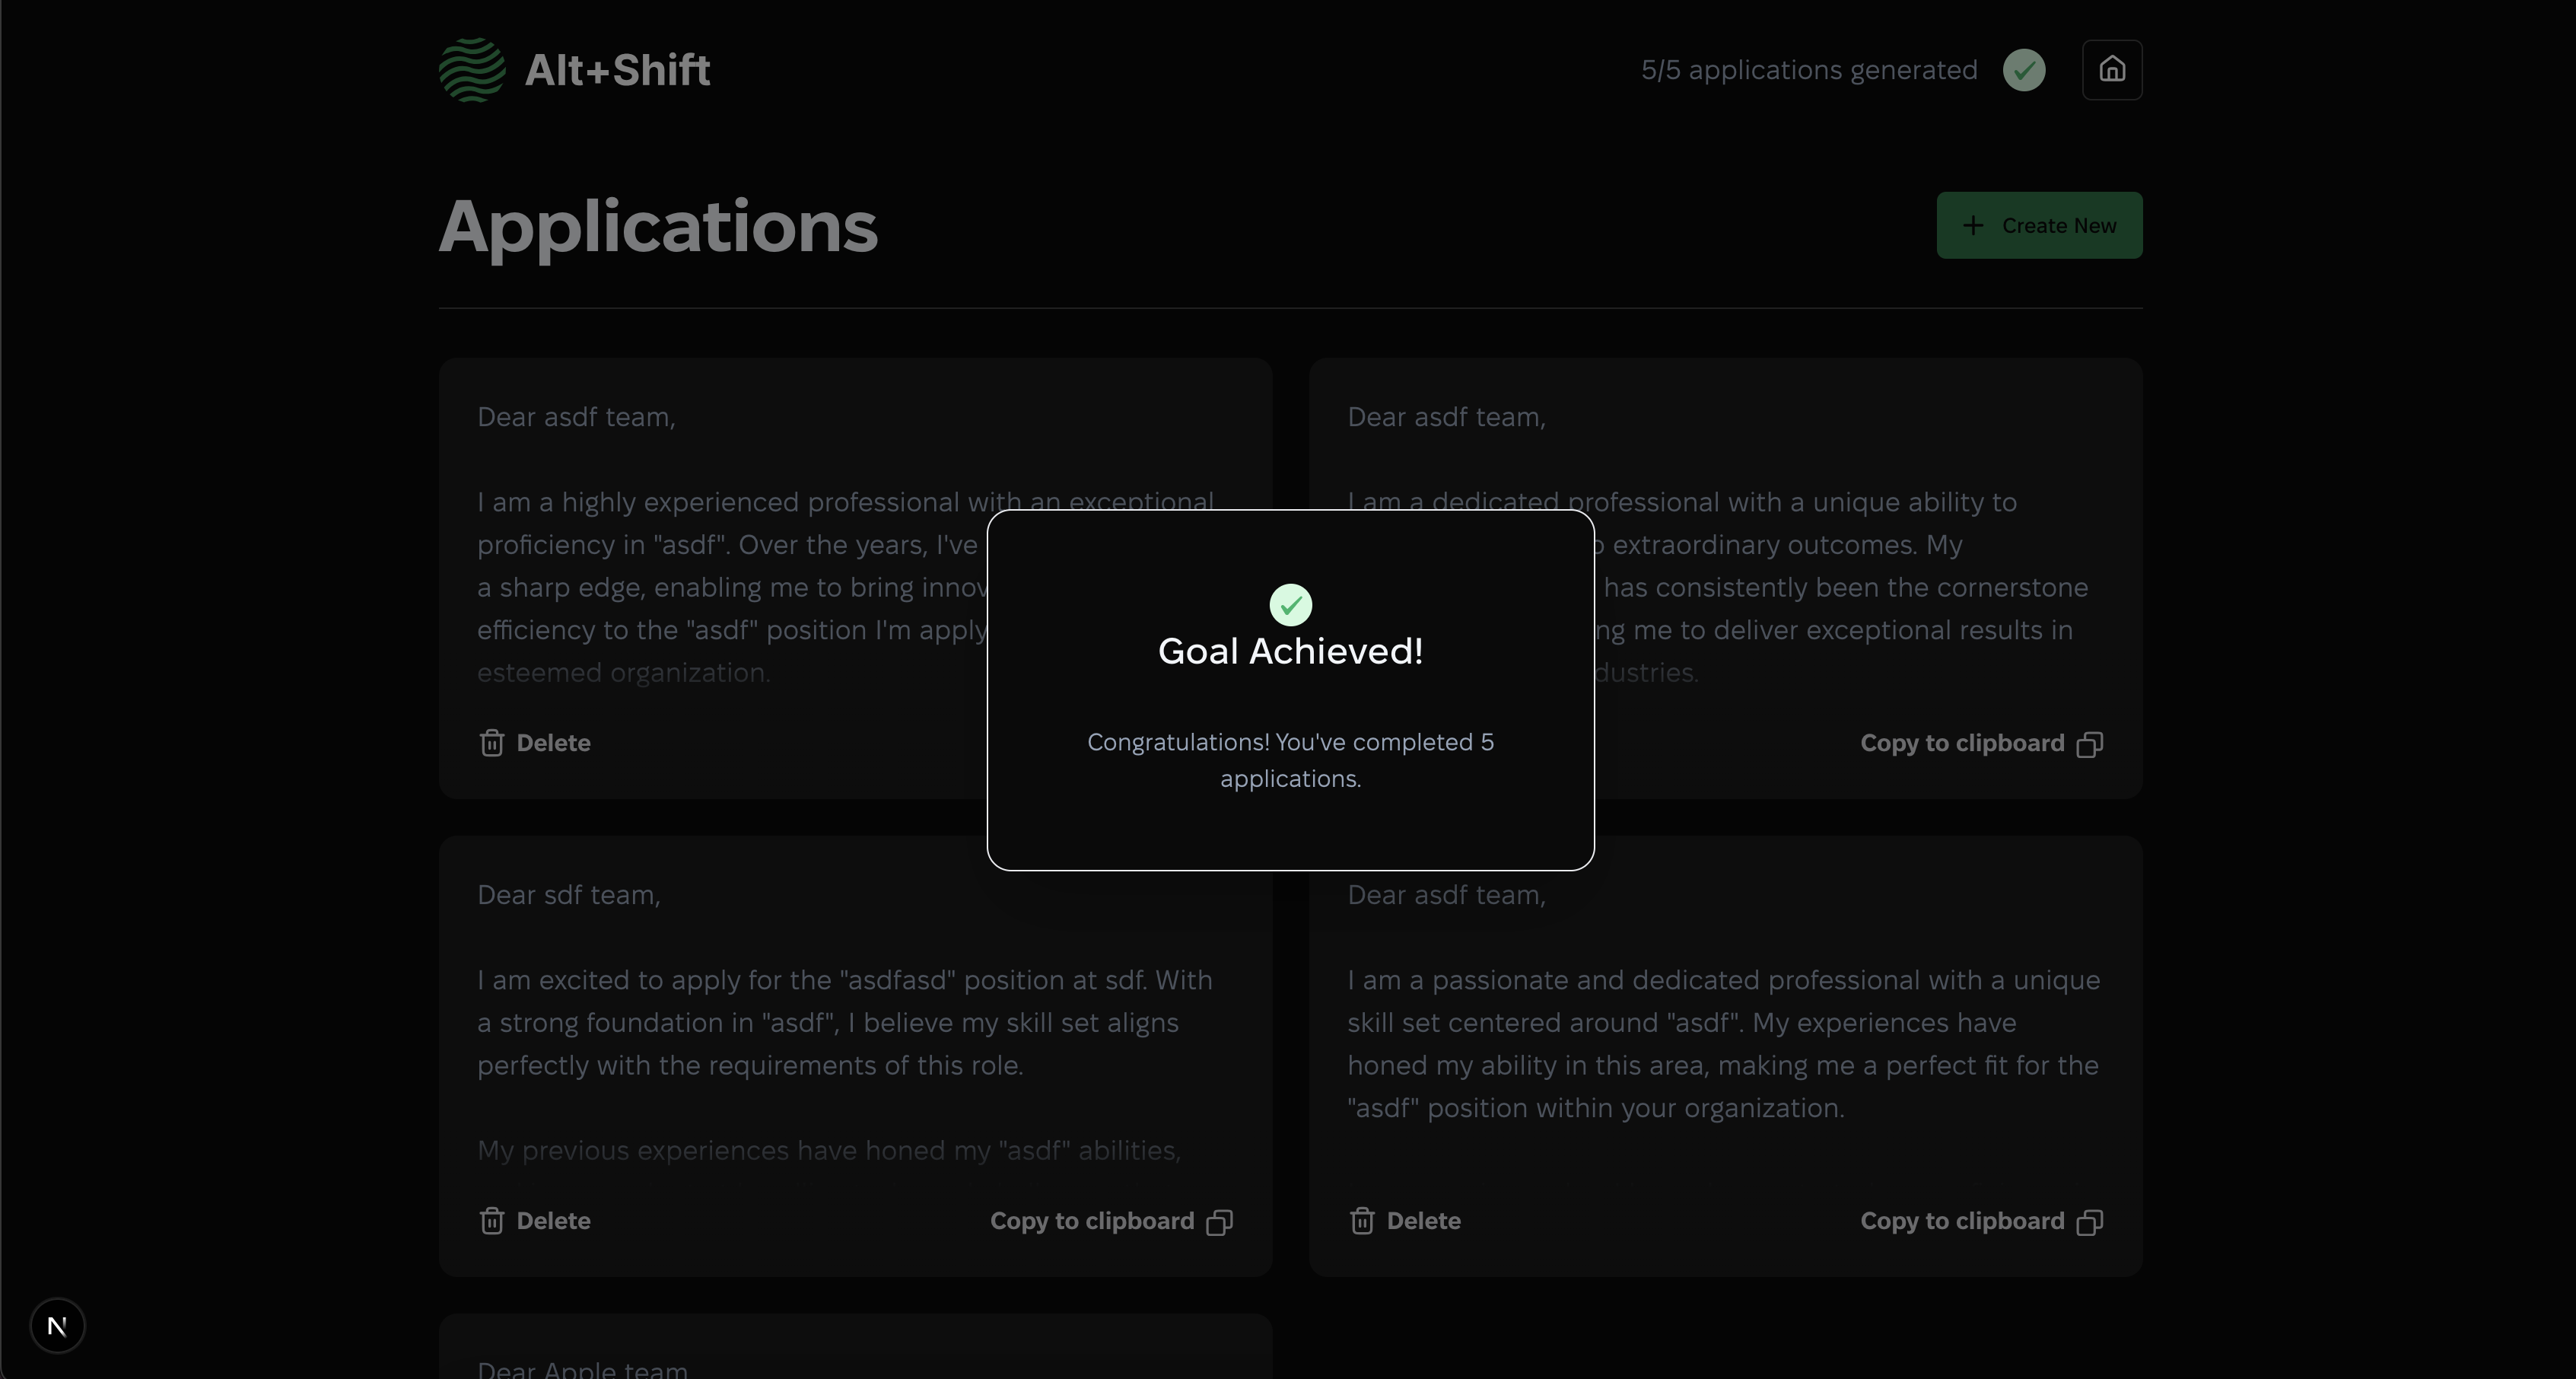 Alt+Shift
5/5 applications generated
Applications
Create New
Dear asdf team,
I am a highly experienced professional with an exceptional
proficiency in "asdf". Over the years, I've
a sharp edge, enabling me to bring innov
efficiency to the "asdf" position I'm apply
esteemed organization.
Delete
Dear asdf team,
I am a dedicated professional with a unique ability to
extraordinary outcomes. My
has consistently been the cornerstone
ng me to deliver exceptional results in
dustries.
Copy to clipboard
Goal Achieved!
Congratulations! You've completed 5
applications.
Dear sdf team,
I am excited to apply for the "asdfasd" position at sdf. With
a strong foundation in "asdf", I believe my skill set aligns
perfectly with the requirements of this role.
My previous experiences have honed my "asdf" abilities,
Delete
Copy to clipboard
Dear asdf team,
I am a passionate and dedicated professional with a unique
skill set centered around "asdf". My experiences have
honed my ability in this area, making me a perfect fit for the
"asdf" position within your organization.
Delete
Copy to clipboard
Dear Apple team
N